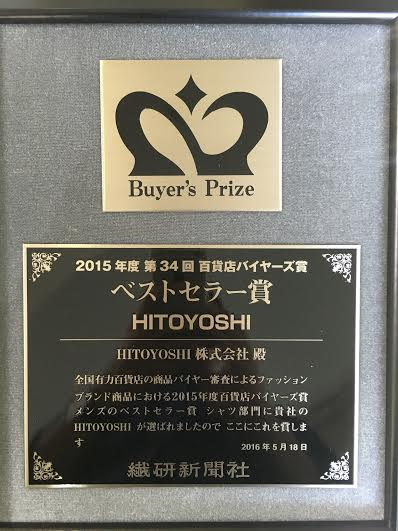 Buyer's Prize
2015年度 第34回 百貨店バイヤーズ賞
ベストセラー賞
HITOYOSHI
HITOYOSHI 株式会社 殿
全国有力百貨店の商品バイヤー審査によるファッション
ブランド商品における2015年度百貨店バイヤーズ賞
メンズのベストセラー賞 シャツ部門に貴社の
HITOYOSHI が選ばれましたので ここにこれを賞しま
す
2016年5月18日
繊研新聞社